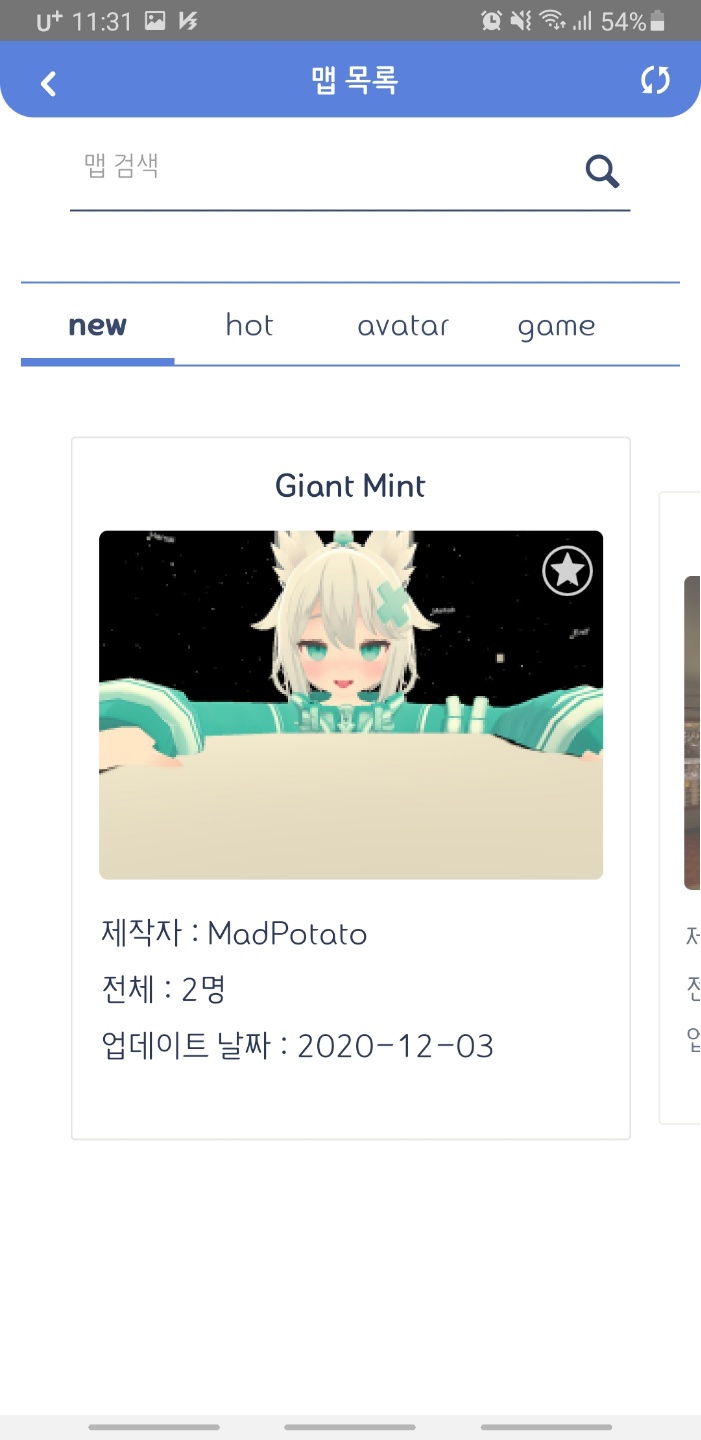 U+ 11:31 54%
맵 목록
맵 검색
new hot avatar game
Giant Mint
제작자 : MadPotato
전체 : 2명
업데이트 날짜 : 2020-12-03